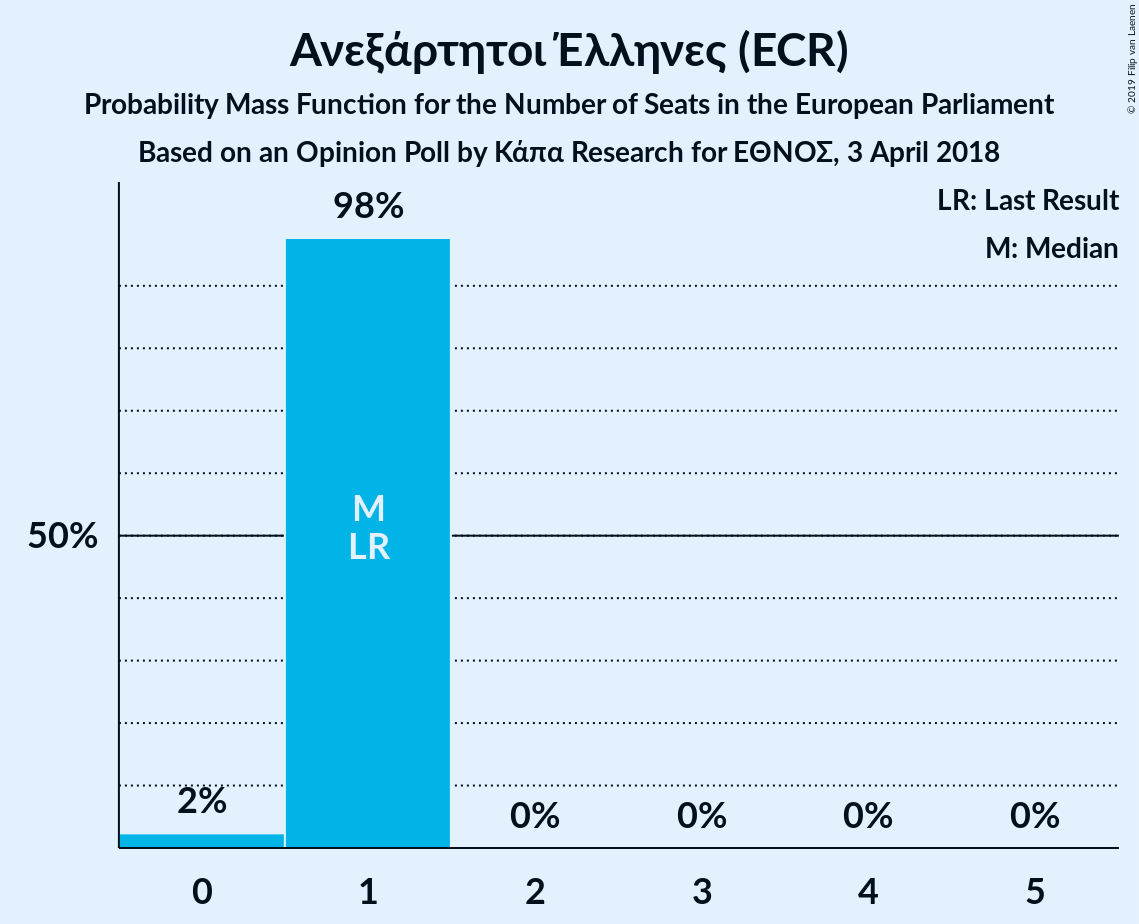 Ανεξάρτητοι Έλληνες (ECR)
Probability Mass Function for the Number of Seats in the European Parliament
Based on an Opinion Poll by Κάπα Research for ΕΘΝΟΣ, 3 April 2018
© 2019 Filip van Laenen
LR: Last Result
M: Median
98%
M
LR
50%
2%
0%
0%
0%
0%
0
1
2
3
4
5